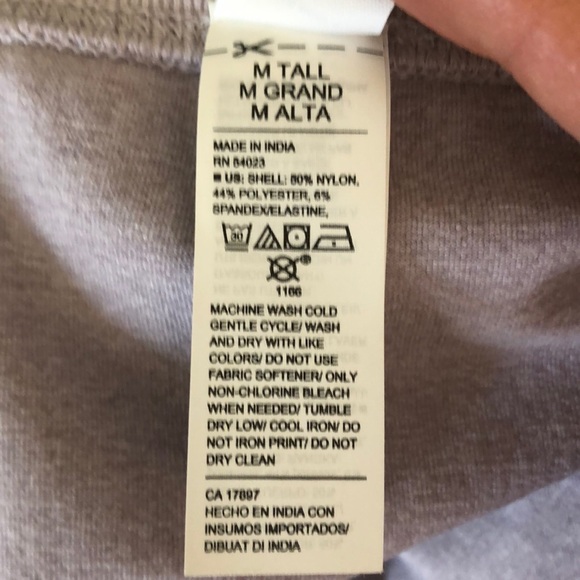 M TALL
M GRAND
M ALTA
MADE IN INDIA
RN 54023
US: SHELL: 50% NYLON,
44% POLYESTER, 6%
SPANDEX/ELASTINE,
30
1166
MACHINE WASH COLD
GENTLE CYCLE/ WASH
AND DRY WITH LIKE
COLORS/ DO NOT USE
FABRIC SOFTENER/ ONLY
NON-CHLORINE BLEACH
WHEN NEEDED/ TUMBLE
DRY LOW/ COOL IRON/ DO
NOT IRON PRINT/ DO NOT
DRY CLEAN
CA 17897
HECHO EN INDIA CON
INSUMOS IMPORTADOS/
DIBUAT DI INDIA